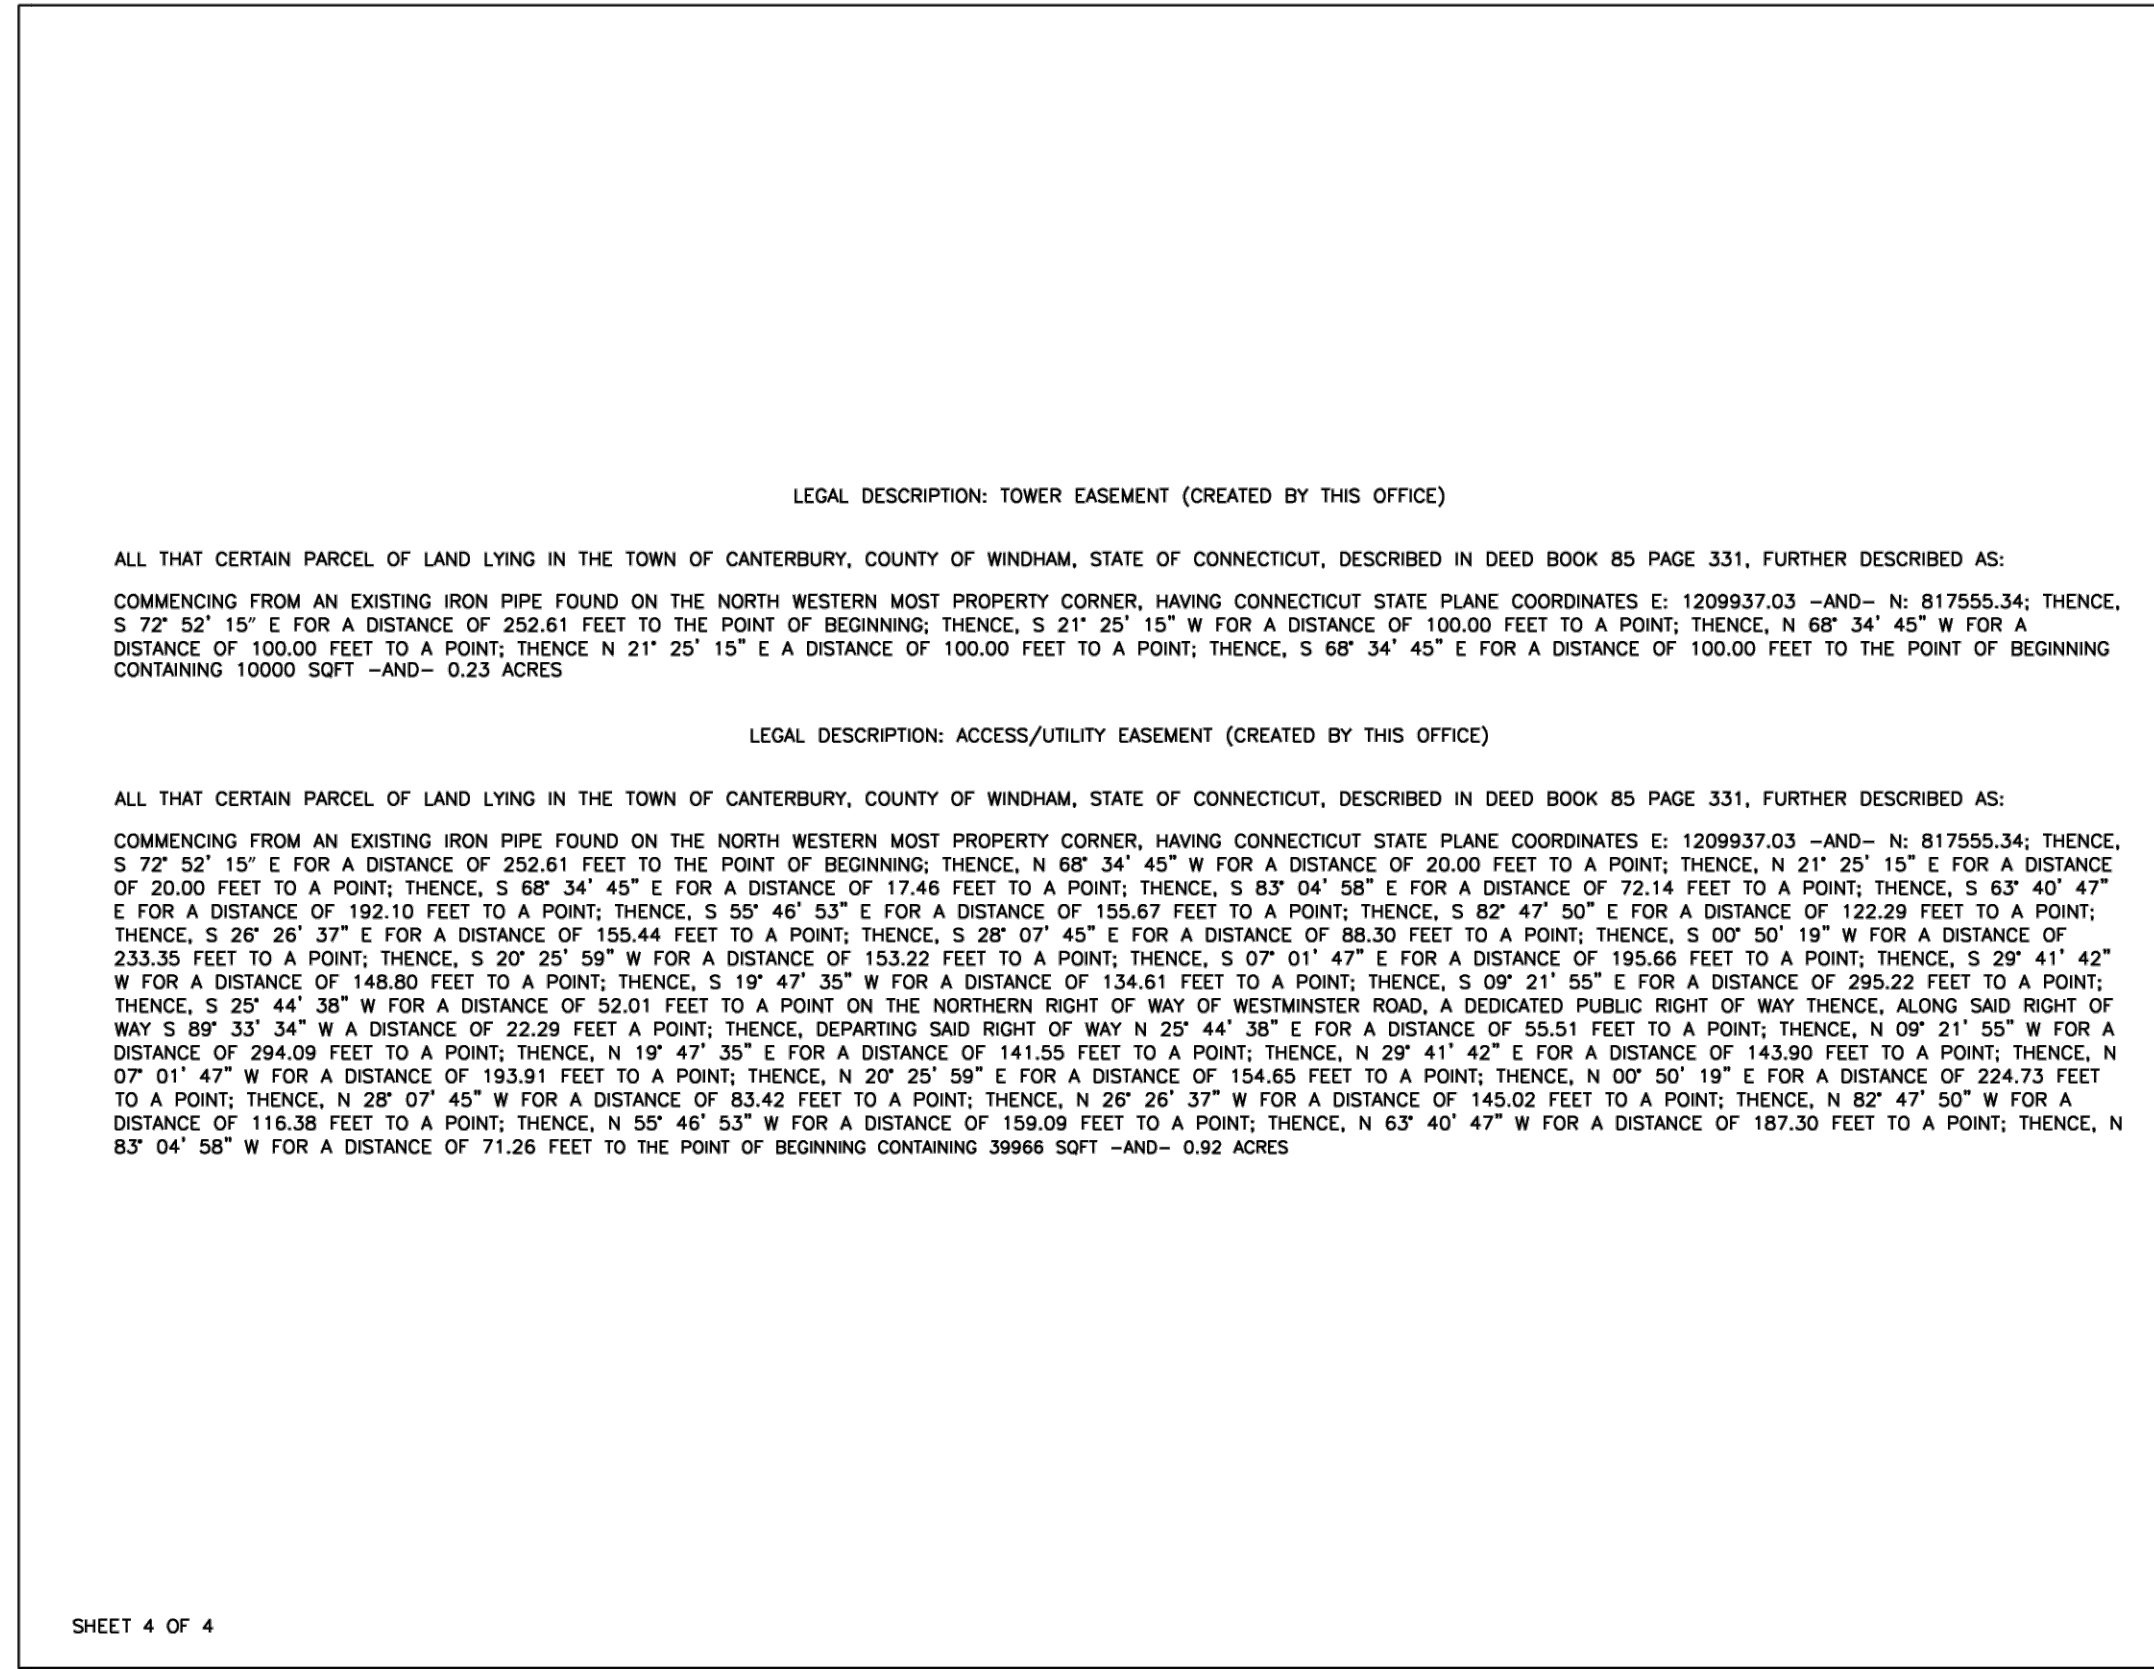 LEGAL DESCRIPTION: TOWER EASEMENT (CREATED BY THIS OFFICE)
ALL THAT CERTAIN PARCEL OF LAND LYING IN THE TOWN OF CANTERBURY, COUNTY OF WINDHAM, STATE OF CONNECTICUT, DESCRIBED IN DEED BOOK 85 PAGE 331, FURTHER DESCRIBED AS:
COMMENCING FROM AN EXISTING IRON PIPE FOUND ON THE NORTH WESTERN MOST PROPERTY CORNER, HAVING CONNECTICUT STATE PLANE COORDINATES E: 1209937.03 -AND- N: 817555.34; THENCE,
S 72° 52' 15" E FOR A DISTANCE OF 252.61 FEET TO THE POINT OF BEGINNING; THENCE, S 21° 25' 15" W FOR A DISTANCE OF 100.00 FEET TO A POINT; THENCE, N 68° 34' 45" W FOR A
DISTANCE OF 100.00 FEET TO A POINT; THENCE N 21° 25' 15" E A DISTANCE OF 100.00 FEET TO A POINT; THENCE, S 68° 34' 45" E FOR A DISTANCE OF 100.00 FEET TO THE POINT OF BEGINNING
CONTAINING 10000 SQFT -AND- 0.23 ACRES
LEGAL DESCRIPTION: ACCESS/UTILITY EASEMENT (CREATED BY THIS OFFICE)
ALL THAT CERTAIN PARCEL OF LAND LYING IN THE TOWN OF CANTERBURY, COUNTY OF WINDHAM, STATE OF CONNECTICUT, DESCRIBED IN DEED BOOK 85 PAGE 331, FURTHER DESCRIBED AS:
COMMENCING FROM AN EXISTING IRON PIPE FOUND ON THE NORTH WESTERN MOST PROPERTY CORNER, HAVING CONNECTICUT STATE PLANE COORDINATES E: 1209937.03 -AND- N: 817555.34; THENCE,
S 72° 52' 15" E FOR A DISTANCE OF 252.61 FEET TO THE POINT OF BEGINNING; THENCE, N 68° 34' 45" W FOR A DISTANCE OF 20.00 FEET TO A POINT; THENCE, N 21° 25' 15" E FOR A DISTANCE
OF 20.00 FEET TO A POINT; THENCE, S 68° 34' 45" E FOR A DISTANCE OF 17.46 FEET TO A POINT; THENCE, S 83° 04' 58" E FOR A DISTANCE OF 72.14 FEET TO A POINT; THENCE, S 63° 40' 47"
E FOR A DISTANCE OF 192.10 FEET TO A POINT; THENCE, S 55° 46' 53" E FOR A DISTANCE OF 155.67 FEET TO A POINT; THENCE, S 82° 47' 50" E FOR A DISTANCE OF 122.29 FEET TO A POINT;
THENCE, S 26° 26' 37" E FOR A DISTANCE OF 155.44 FEET TO A POINT; THENCE, S 28° 07' 45" E FOR A DISTANCE OF 88.30 FEET TO A POINT; THENCE, S 00° 50' 19" W FOR A DISTANCE OF
233.35 FEET TO A POINT; THENCE, S 20° 25' 59" W FOR A DISTANCE OF 153.22 FEET TO A POINT; THENCE, S 07° 01' 47" E FOR A DISTANCE OF 195.66 FEET TO A POINT; THENCE, S 29° 41' 42"
W FOR A DISTANCE OF 148.80 FEET TO A POINT; THENCE, S 19° 47' 35" W FOR A DISTANCE OF 134.61 FEET TO A POINT; THENCE, S 09° 21' 55" E FOR A DISTANCE OF 295.22 FEET TO A POINT;
THENCE, S 25° 44' 38" W FOR A DISTANCE OF 52.01 FEET TO A POINT ON THE NORTHERN RIGHT OF WAY OF WESTMINSTER ROAD, A DEDICATED PUBLIC RIGHT OF WAY THENCE, ALONG SAID RIGHT OF
WAY S 89° 33' 34" W A DISTANCE OF 22.29 FEET A POINT; THENCE, DEPARTING SAID RIGHT OF WAY N 25° 44' 38" E FOR A DISTANCE OF 55.51 FEET TO A POINT; THENCE, N 09° 21' 55" W FOR A
DISTANCE OF 294.09 FEET TO A POINT; THENCE, N 19° 47' 35" E FOR A DISTANCE OF 141.55 FEET TO A POINT; THENCE, N 29° 41' 42" E FOR A DISTANCE OF 143.90 FEET TO A POINT; THENCE, N
07° 01' 47" W FOR A DISTANCE OF 193.91 FEET TO A POINT; THENCE, N 20° 25' 59" E FOR A DISTANCE OF 154.65 FEET TO A POINT; THENCE, N 00° 50' 19" E FOR A DISTANCE OF 224.73 FEET
TO A POINT; THENCE, N 28° 07' 45" W FOR A DISTANCE OF 83.42 FEET TO A POINT; THENCE, N 26° 26' 37" W FOR A DISTANCE OF 145.02 FEET TO A POINT; THENCE, N 82° 47' 50" W FOR A
DISTANCE OF 116.38 FEET TO A POINT; THENCE, N 55° 46' 53" W FOR A DISTANCE OF 159.09 FEET TO A POINT; THENCE, N 63° 40' 47" W FOR A DISTANCE OF 187.30 FEET TO A POINT; THENCE, N
83° 04' 58" W FOR A DISTANCE OF 71.26 FEET TO THE POINT OF BEGINNING CONTAINING 39966 SQFT -AND- 0.92 ACRES
SHEET 4 OF 4